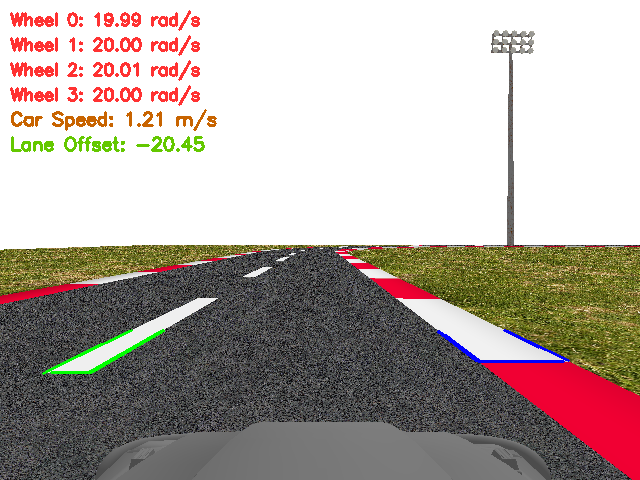 Wheel 0: 19.99 rad/s
Wheel 1: 20.00 rad/s
Wheel 2: 20.01 rad/s
Wheel 3: 20.00 rad/s
Car Speed: 1.21 m/s
Lane Offset: -20.45